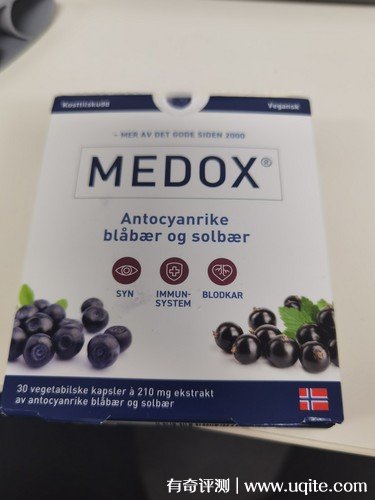 Kosttilskudd
Vegansk
- MER AV DET GODE SIDEN 2000
MEDOX®
Antocyanrike
blåbær og solbær
SYN
IMMUN-
SYSTEM
BLODKAR
30 vegetabilske kapsler à 210 mg ekstrakt
av antocyanrike blåbær og solbær
有奇评测 | www.uqite.com